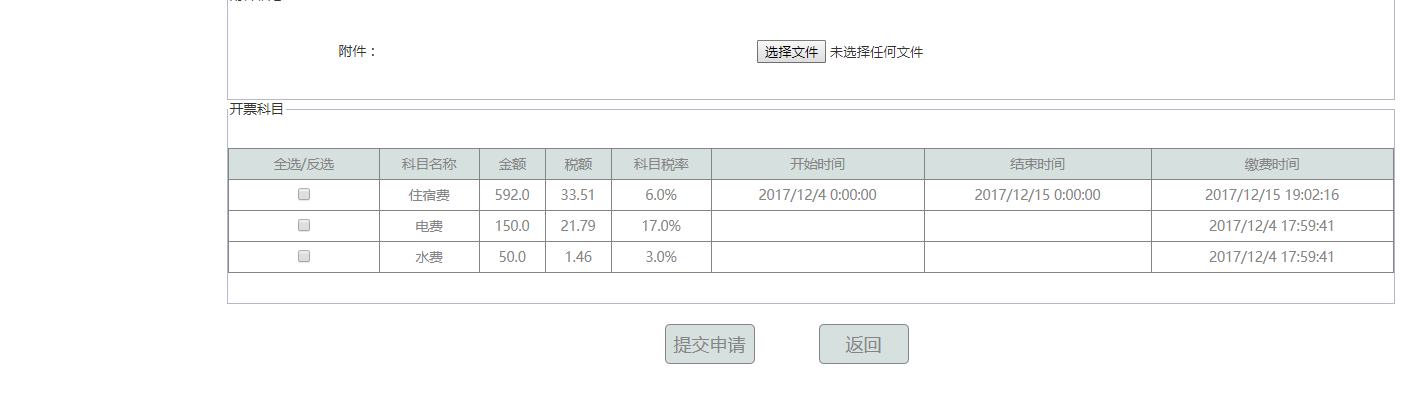 附件：
选择文件 未选择任何文件
开票科目
全选/反选 科目名称 金额 税额 科目税率 开始时间 结束时间 缴费时间
住宿费 592.0 33.51 6.0% 2017/12/4 0:00:00 2017/12/15 0:00:00 2017/12/15 19:02:16
电费 150.0 21.79 17.0% 2017/12/4 17:59:41
水费 50.0 1.46 3.0% 2017/12/4 17:59:41
提交申请 返回